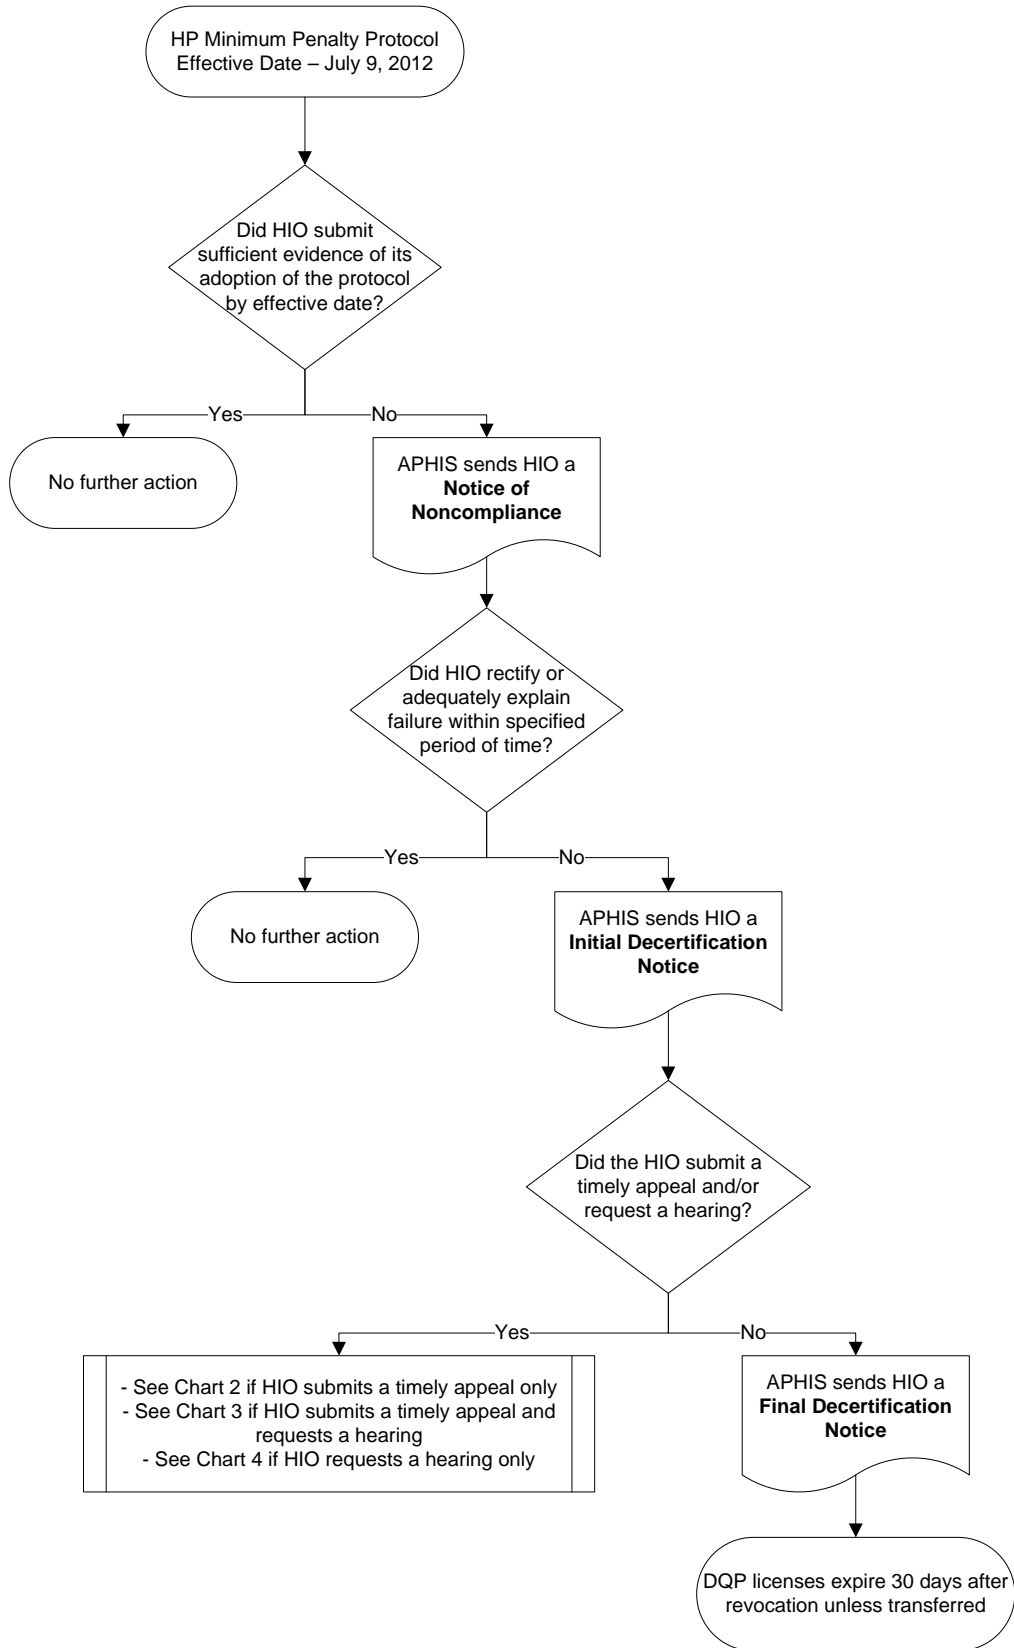 HP Minimum Penalty Protocol
Effective Date – July 9, 2012
Did HIO submit
sufficient evidence of its
adoption of the protocol
by effective date?
Yes
No
No further action
APHIS sends HIO a
Notice of
Noncompliance
Did HIO rectify or
adequately explain
failure within specified
period of time?
Yes
No
No further action
APHIS sends HIO a
Initial Decertification
Notice
Did the HIO submit a
timely appeal and/or
request a hearing?
Yes
No
- See Chart 2 if HIO submits a timely appeal only
- See Chart 3 if HIO submits a timely appeal and
requests a hearing
- See Chart 4 if HIO requests a hearing only
APHIS sends HIO a
Final Decertification
Notice
DQP licenses expire 30 days after
revocation unless transferred